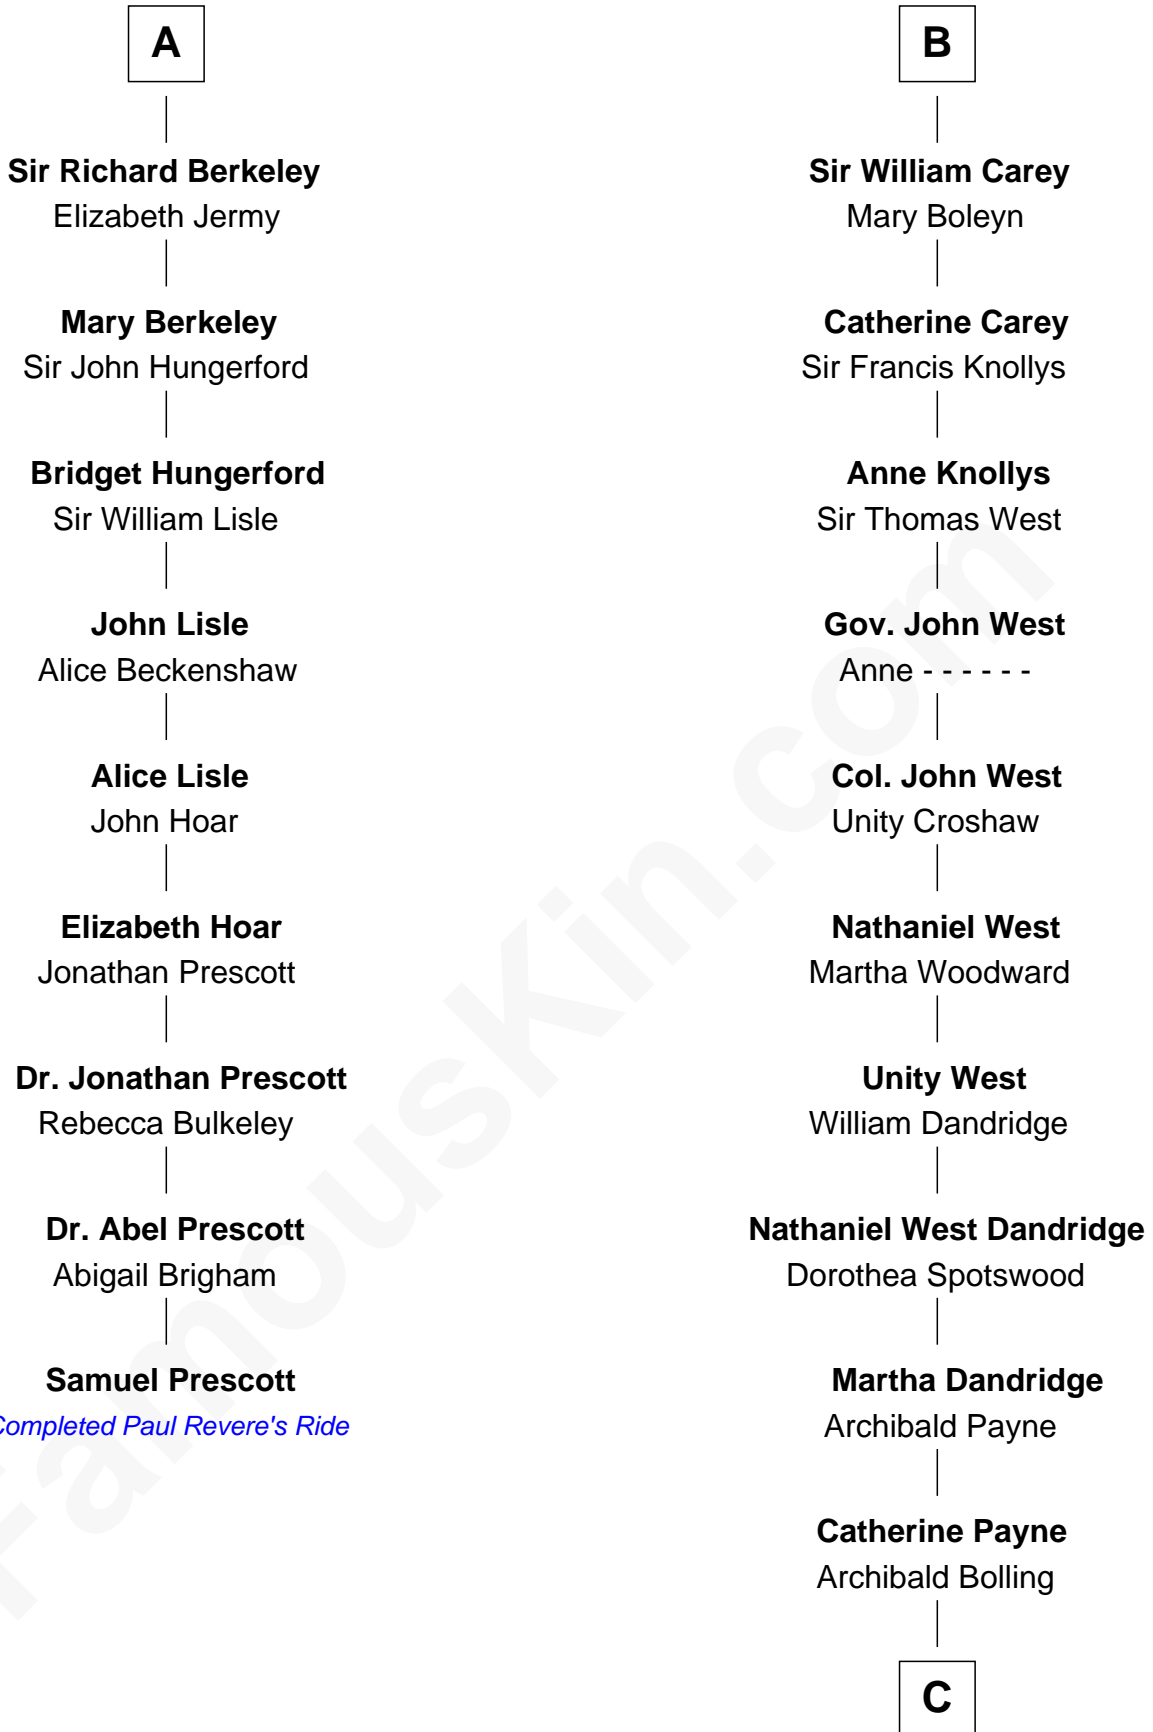 A
Sir Richard Berkeley
Elizabeth Jermy
Mary Berkeley
Sir John Hungerford
Bridget Hungerford
Sir William Lisle
John Lisle
Alice Beckenshaw
Alice Lisle
John Hoar
Elizabeth Hoar
Jonathan Prescott
Dr. Jonathan Prescott
Rebecca Bulkeley
Dr. Abel Prescott
Abigail Brigham
Samuel Prescott
Completed Paul Revere's Ride
B
Sir William Carey
Mary Boleyn
Catherine Carey
Sir Francis Knollys
Anne Knollys
Sir Thomas West
Gov. John West
Anne - - - - - -
Col. John West
Unity Croshaw
Nathaniel West
Martha Woodward
Unity West
William Dandridge
Nathaniel West Dandridge
Dorothea Spotswood
Martha Dandridge
Archibald Payne
Catherine Payne
Archibald Bolling
C
FamousKin.com